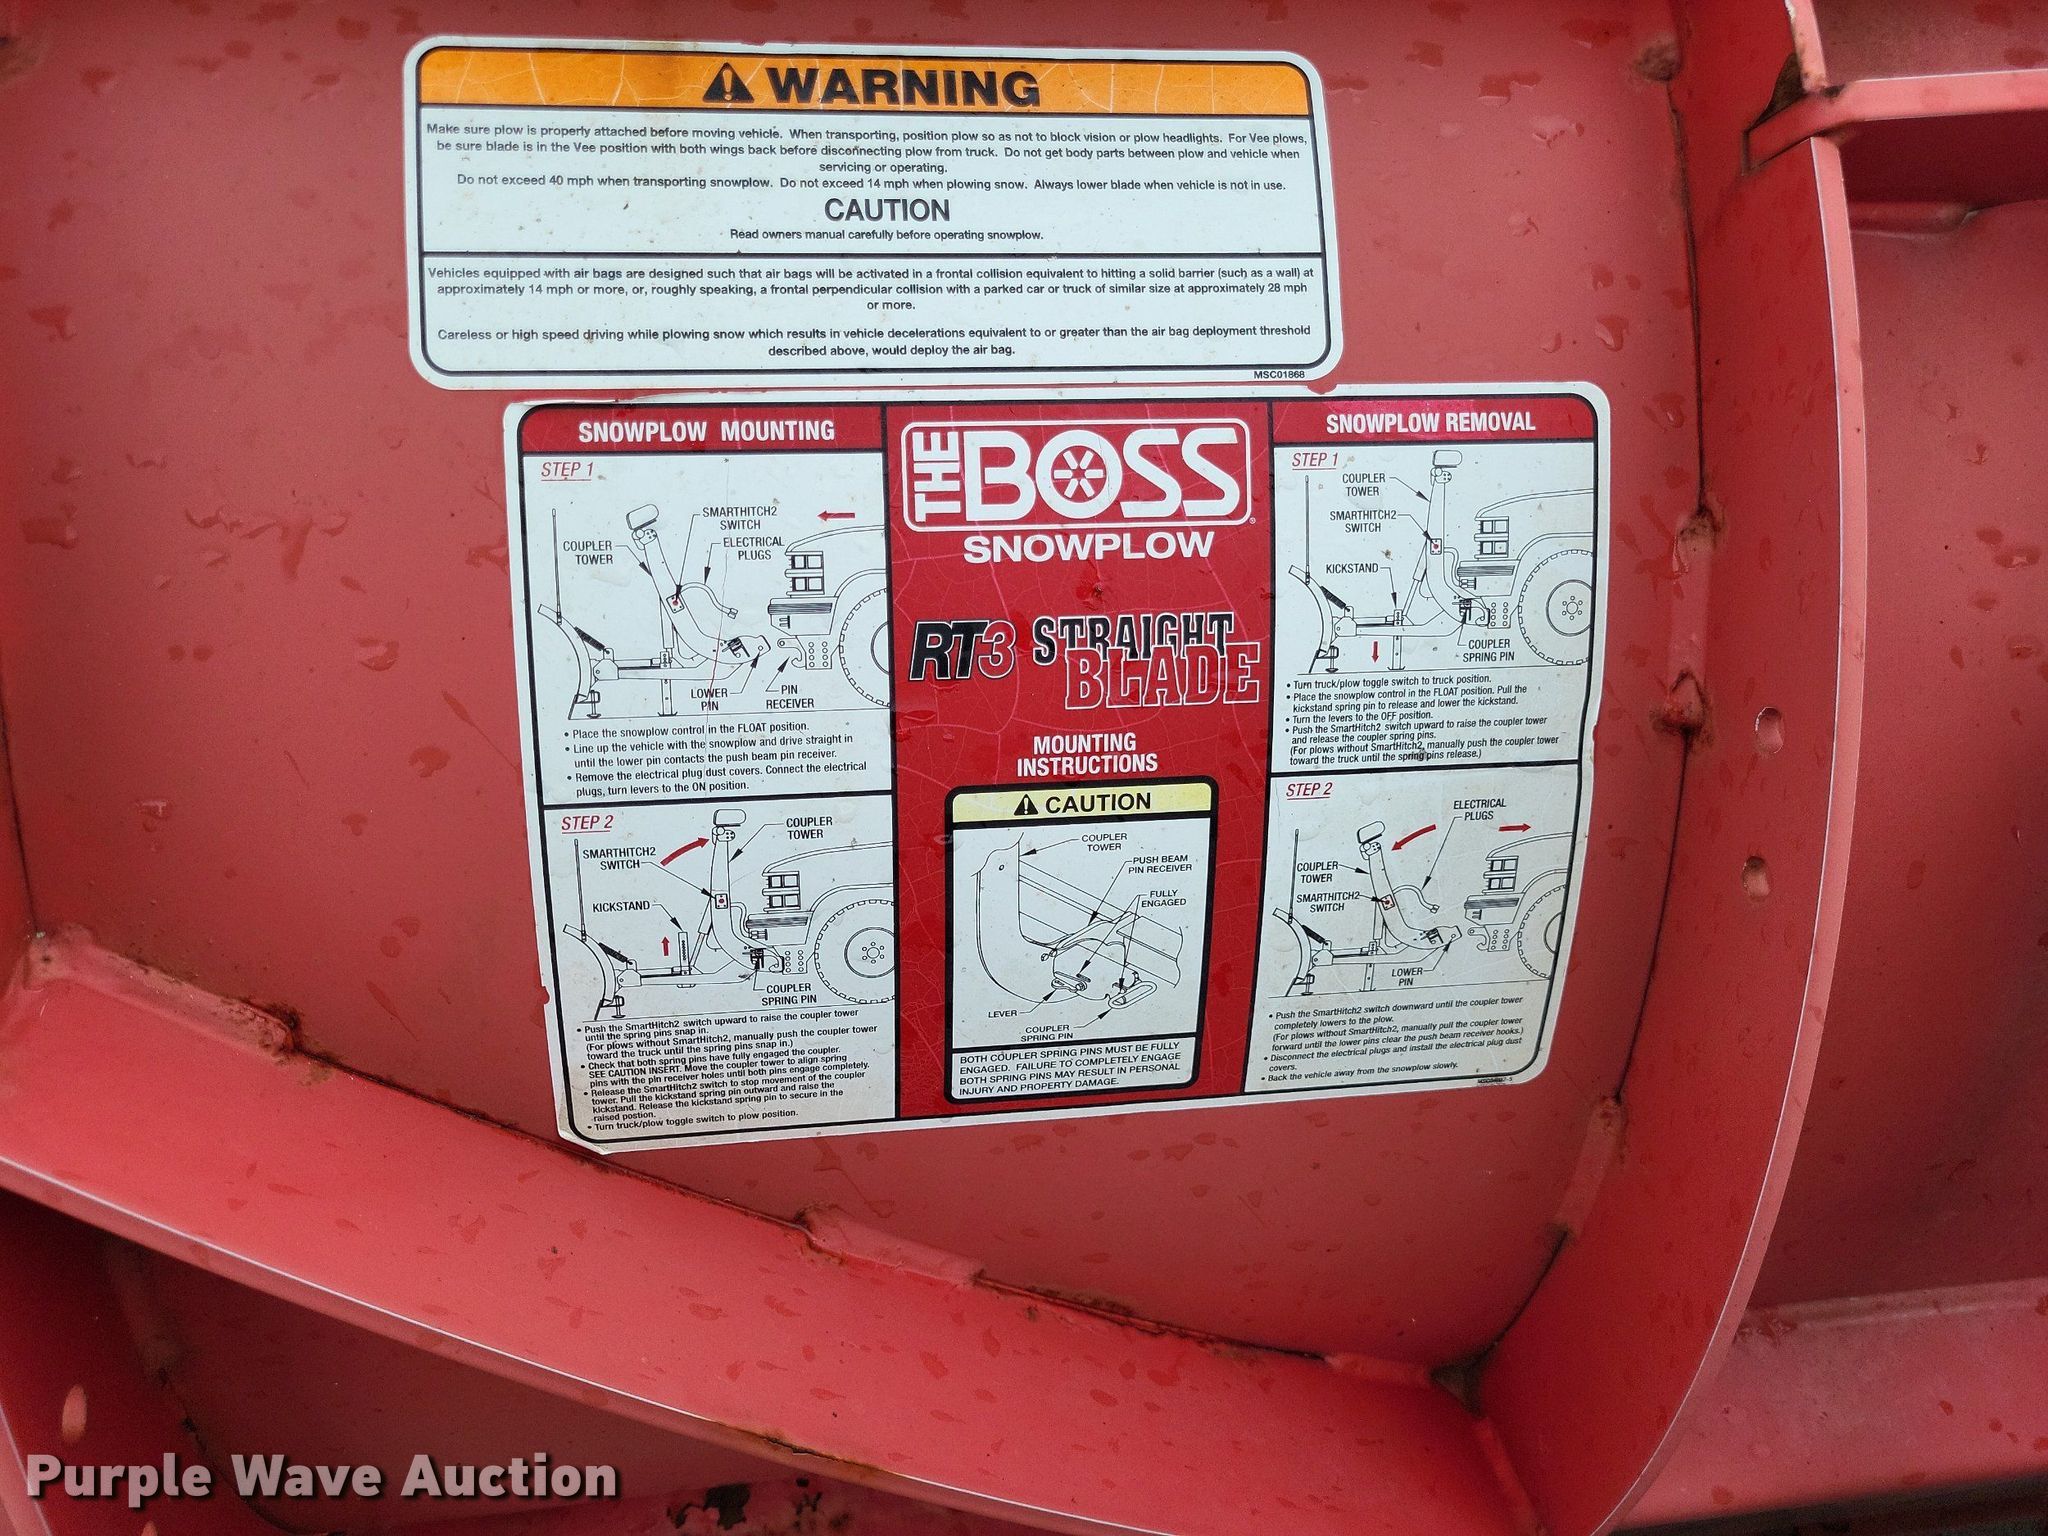 WARNING
Make sure plow is properly attached before moving vehicle. When transporting, position plow so as not to block vision or plow headlights. For Vee plows,
be sure blade is in the Vee position with both wings back before disconnecting plow from truck. Do not get body parts between plow and vehicle when
servicing or operating.
Do not exceed 40 mph when transporting snowplow. Do not exceed 14 mph when plowing snow. Always lower blade when vehicle is not in use.
CAUTION
Read owners manual carefully before operating snowplow.
Vehicles equipped with air bags are designed such that air bags will be activated in a frontal collision equivalent to hitting a solid barrier (such as a wall) at
approximately 14 mph or more, or, roughly speaking, a frontal perpendicular collision with a parked car or truck of similar size at approximately 28 mph
or more.
Careless or high speed driving while plowing snow which results in vehicle decelerations equivalent to or greater than the air bag deployment threshold
described above, would deploy the air bag.
MSC01868
SNOWPLOW MOUNTING
STEP 1
SMARTHITCH2
SWITCH
COUPLER
TOWER
ELECTRICAL
PLUGS
LOWER
PIN
PIN
RECEIVER
• Place the snowplow control in the FLOAT position.
• Line up the vehicle with the snowplow and drive straight in
until the lower pin contacts the push beam pin receiver.
• Remove the electrical plug dust covers. Connect the electrical
plugs, turn levers to the ON position.
STEP 2
COUPLER
TOWER
SMARTHITCH2
SWITCH
KICKSTAND
COUPLER
SPRING PIN
• Push the SmartHitch2 switch upward to raise the coupler tower
until the spring pins snap in.
(For plows without SmartHitch2, manually push the coupler tower
toward the truck until the spring pins snap in.)
• Check that both spring pins have fully engaged the coupler.
SEE CAUTION INSERT. Move the coupler tower to align spring
pins with the pin receiver holes until both pins engage completely.
• Release the SmartHitch2 switch to stop movement of the coupler
tower. Pull the kickstand spring pin outward and raise the
kickstand. Release the kickstand spring pin to secure in the
raised postion.
• Turn truck/plow toggle switch to plow position.
THE BOSS
®
SNOWPLOW
RT3 STRAIGHT
BLADE
MOUNTING
INSTRUCTIONS
CAUTION
COUPLER
TOWER
PUSH BEAM
PIN RECEIVER
FULLY
ENGAGED
LEVER
COUPLER
SPRING PIN
BOTH COUPLER SPRING PINS MUST BE FULLY
ENGAGED. FAILURE TO COMPLETELY ENGAGE
BOTH SPRING PINS MAY RESULT IN PERSONAL
INJURY AND PROPERTY DAMAGE.
SNOWPLOW REMOVAL
STEP 1
COUPLER
TOWER
SMARTHITCH2
SWITCH
KICKSTAND
COUPLER
SPRING PIN
• Turn truck/plow toggle switch to truck position.
• Place the snowplow control in the FLOAT position. Pull the
kickstand spring pin to release and lower the kickstand.
• Turn the levers to the OFF position.
• Push the SmartHitch2 switch upward to raise the coupler tower
and release the coupler spring pins.
(For plows without SmartHitch2, manually push the coupler tower
toward the truck until the spring pins release.)
STEP 2
ELECTRICAL
PLUGS
COUPLER
TOWER
SMARTHITCH2
SWITCH
LOWER
PIN
• Push the SmartHitch2 switch downward until the coupler tower
completely lowers to the plow.
(For plows without SmartHitch2, manually pull the coupler tower
forward until the lower pins clear the push beam receiver hooks.)
• Disconnect the electrical plugs and install the electrical plug dust
covers.
• Back the vehicle away from the snowplow slowly.
Purple Wave Auction